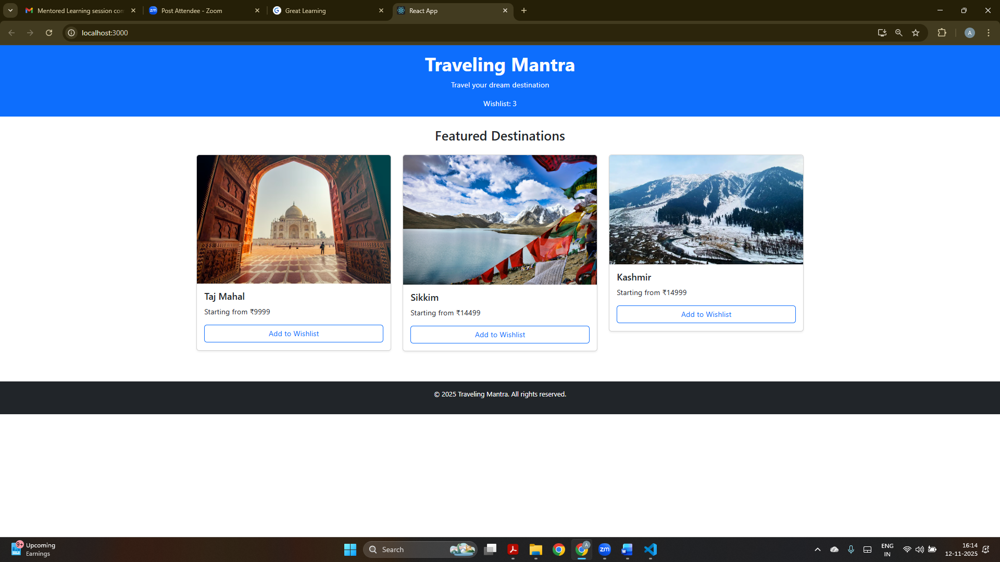 Mentored Learning session con
Post Attendee - Zoom
Great Learning
React App
localhost:3000
A
Traveling Mantra
Travel your dream destination
Wishlist: 3
Featured Destinations
Taj Mahal
Starting from ₹9999
Add to Wishlist
Sikkim
Starting from ₹14499
Add to Wishlist
Kashmir
Starting from ₹14999
Add to Wishlist
© 2025 Traveling Mantra. All rights reserved.
9+
Upcoming
Earnings
Search
A
zm
W
ENG
IN
16:14
12-11-2025